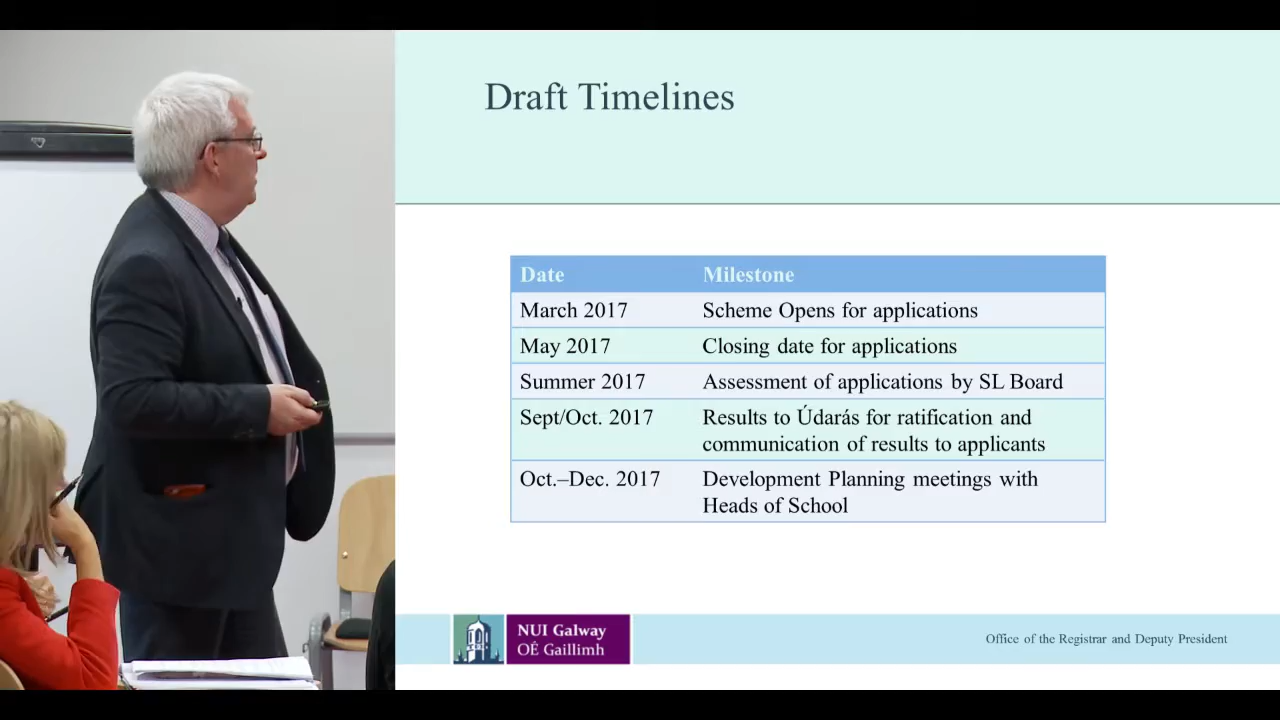 Draft Timelines
Date Milestone
March 2017 Scheme Opens for applications
May 2017 Closing date for applications
Summer 2017 Assessment of applications by SL Board
Sept/Oct. 2017 Results to Údarás for ratification and
communication of results to applicants
Oct.–Dec. 2017 Development Planning meetings with
Heads of School
NUI Galway
OÉ Gaillimh
Office of the Registrar and Deputy President